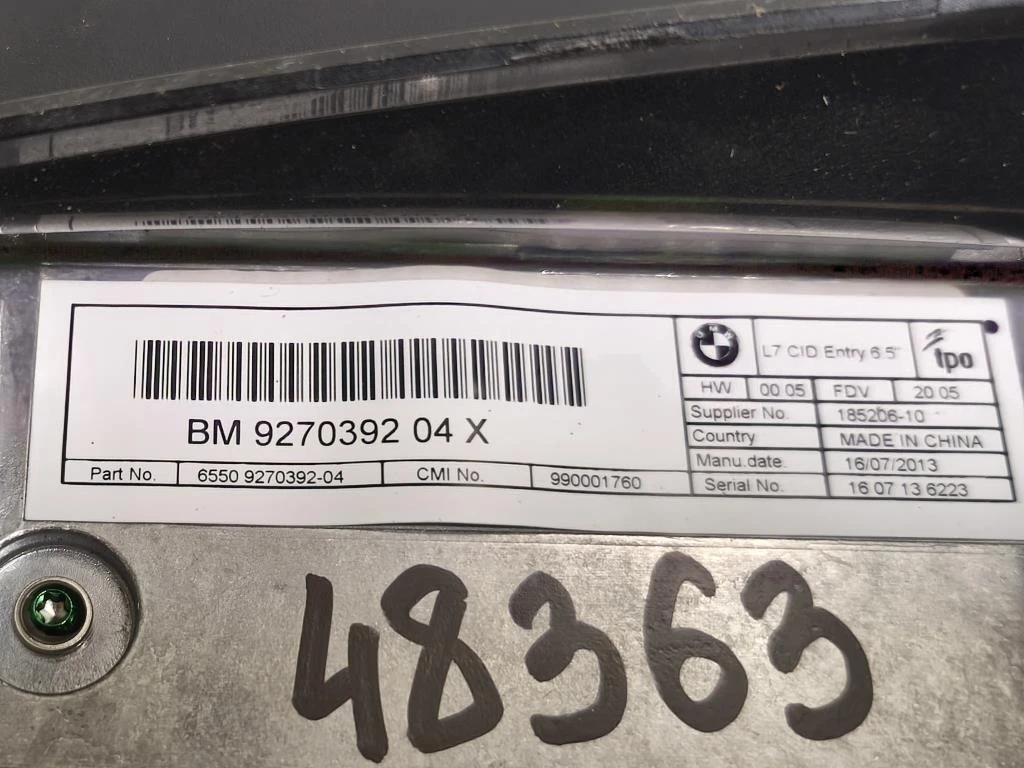 BM 9270392 04 X
Part No. 6550 9270392-04 CMI No. 990001760
BMW L7 CID Entry 6.5" tpo
HW 00 05 FDV 20 05
Supplier No. 185206-10
Country MADE IN CHINA
Manu.date. 16/07/2013
Serial No. 16 07 13 6223
48363